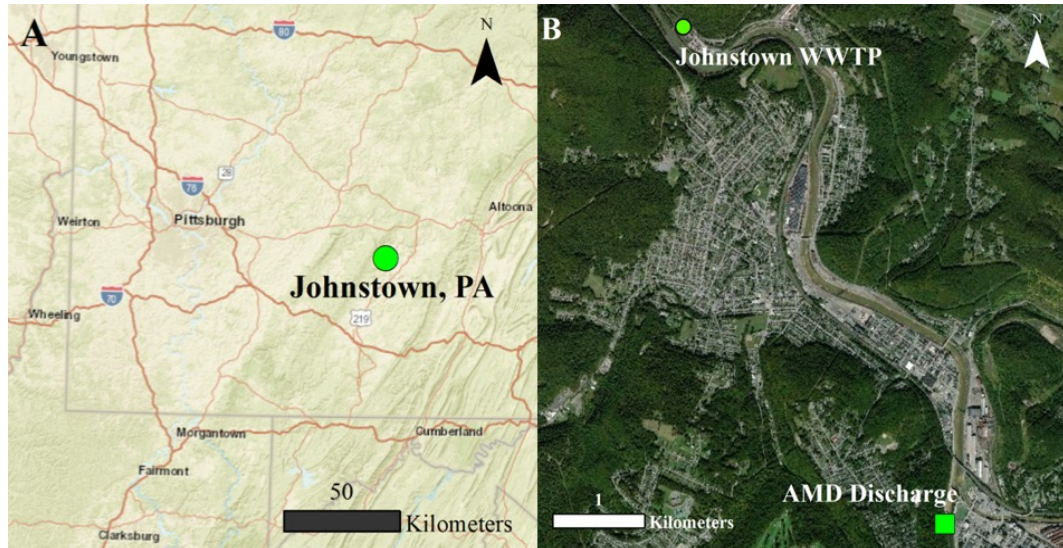 A
N
80
Youngstown
28
76
Pittsburgh
Altoona
Weirton
Johnstown, PA
70
Wheeling
219
Morgantown
Cumberland
Fairmont
50
Kilometers
Clarksburg
B
N
Johnstown WWTP
AMD Discharge
1
Kilometers